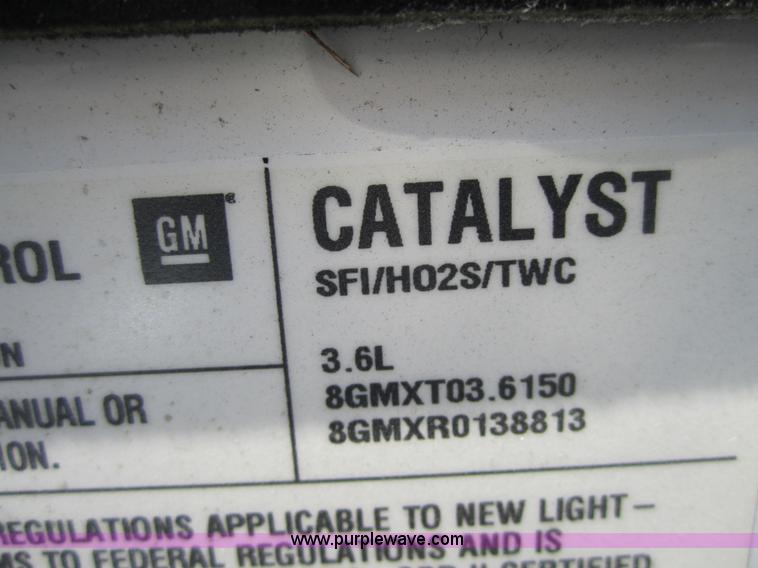 GM
CATALYST
ROL
SFI/HO2S/TWC
N
3.6L
ANUAL OR
8GMXT03.6150
ION.
8GMXR0138813
REGULATIONS APPLICABLE TO NEW LIGHT-
MS TO FEDERAL REGULATIONS AND IS
www.purplewave.com